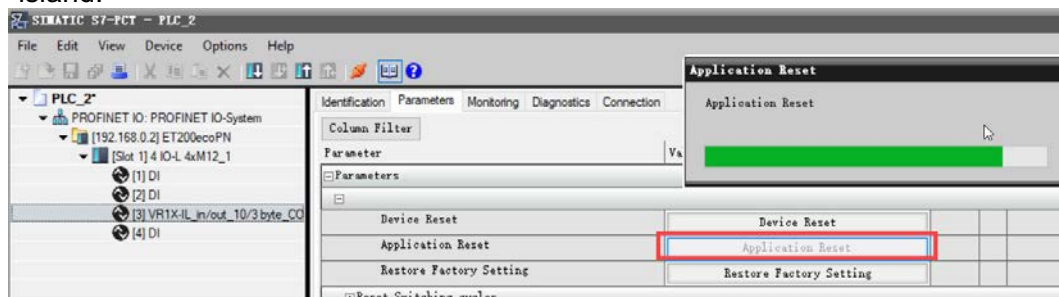 island.
SIMATIC S7-PCT - PLC_2
File Edit View Device Options Help
Application Reset
Application Reset
PLC_2*
PROFINET IO: PROFINET IO-System
[192.168.0.2] ET200ecoPN
[Slot 1] 4 IO-L 4xM12_1
[1] DI
[2] DI
[3] VR1X-IL_in/out_10/3 byte_CO
[4] DI
Identification Parameters Monitoring Diagnostics Connection
Column Filter
Parameter Va
Parameters
Device Reset Device Reset
Application Reset Application Reset
Restore Factory Setting Restore Factory Setting